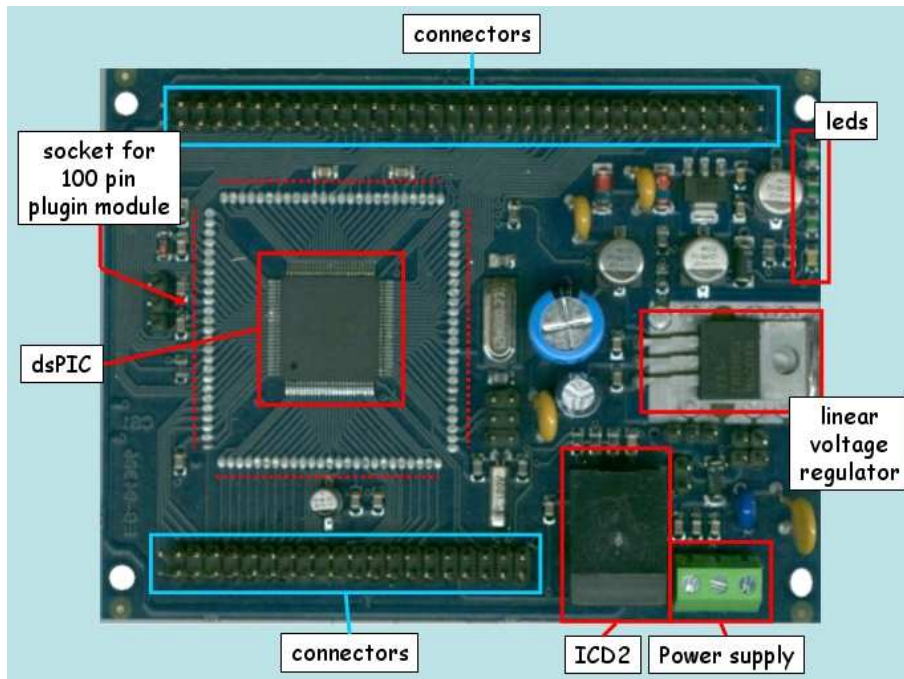 connectors
leds
socket for
100 pin
plugin module
dsPIC
linear
voltage
regulator
connectors
ICD2
Power supply